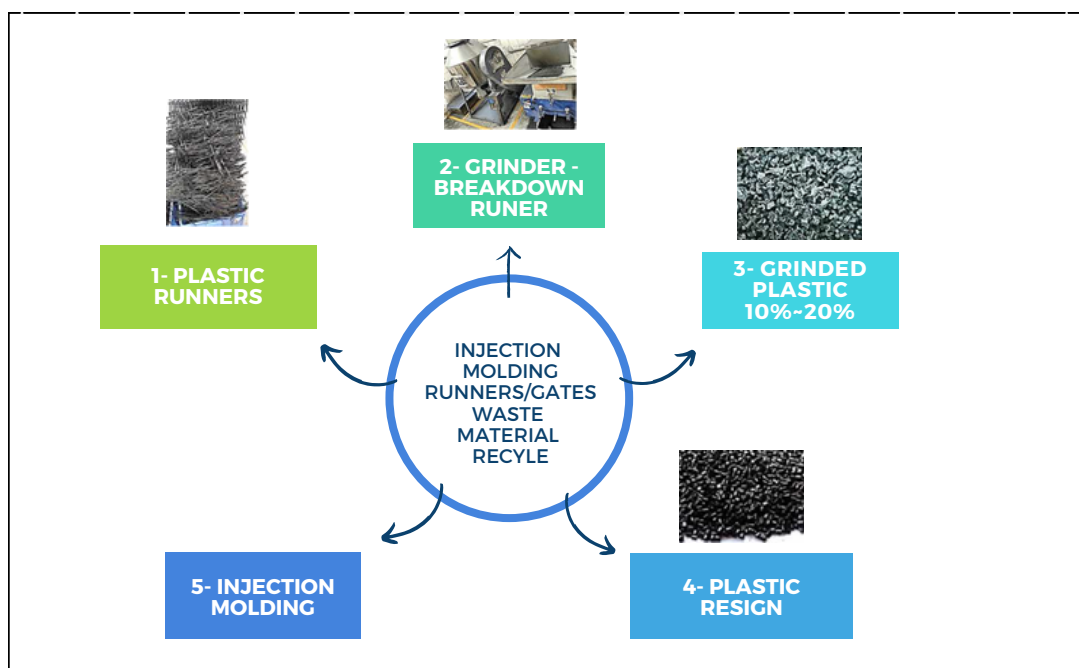 1- PLASTIC
RUNNERS
2- GRINDER -
BREAKDOWN
RUNER
3- GRINDED
PLASTIC
10%~20%
4- PLASTIC
RESIGN
5- INJECTION
MOLDING
INJECTION
MOLDING
RUNNERS/GATES
WASTE
MATERIAL
RECYLE